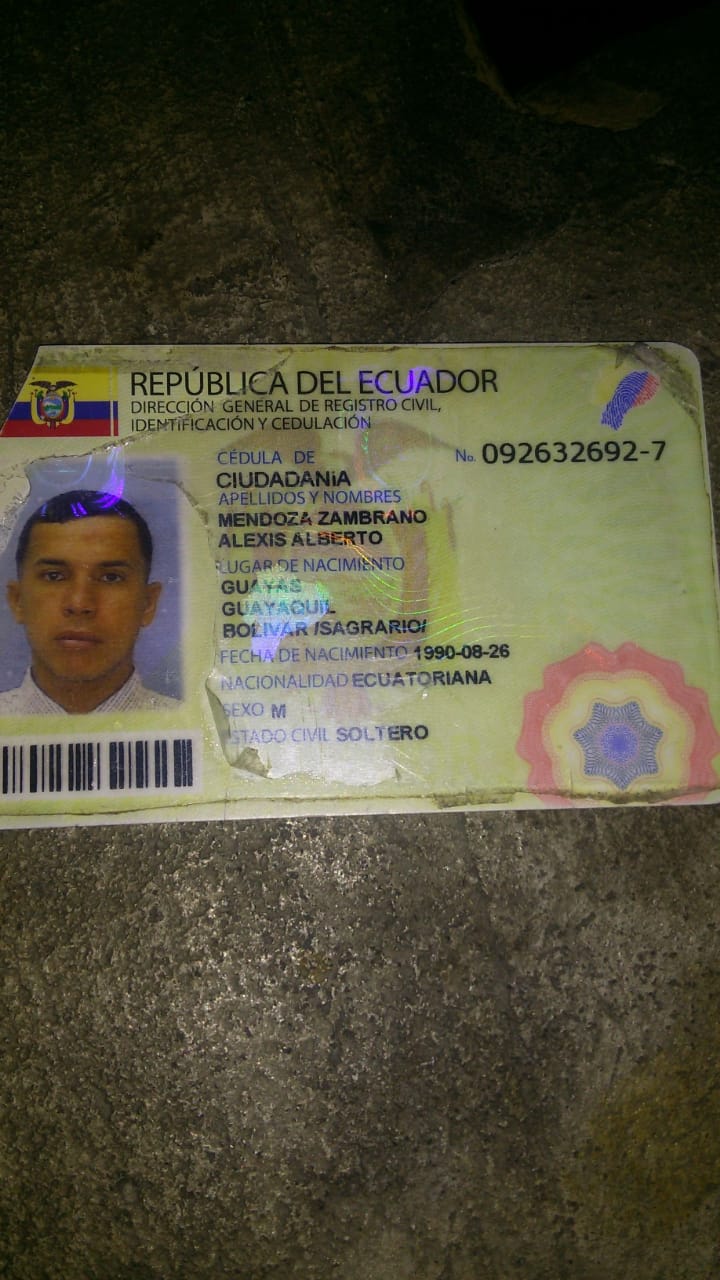 REPÚBLICA DEL ECUADOR
DIRECCIÓN GENERAL DE REGISTRO CIVIL,
IDENTIFICACIÓN Y CEDULACIÓN
CÉDULA DE
No. 092632692-7
CIUDADANÍA
APELLIDOS Y NOMBRES
MENDOZA ZAMBRANO
ALEXIS ALBERTO
LUGAR DE NACIMIENTO
GUAYAS
GUAYAQUIL
BOLIVAR /SAGRARIO/
FECHA DE NACIMIENTO 1990-08-26
NACIONALIDAD ECUATORIANA
SEXO M
ESTADO CIVIL SOLTERO